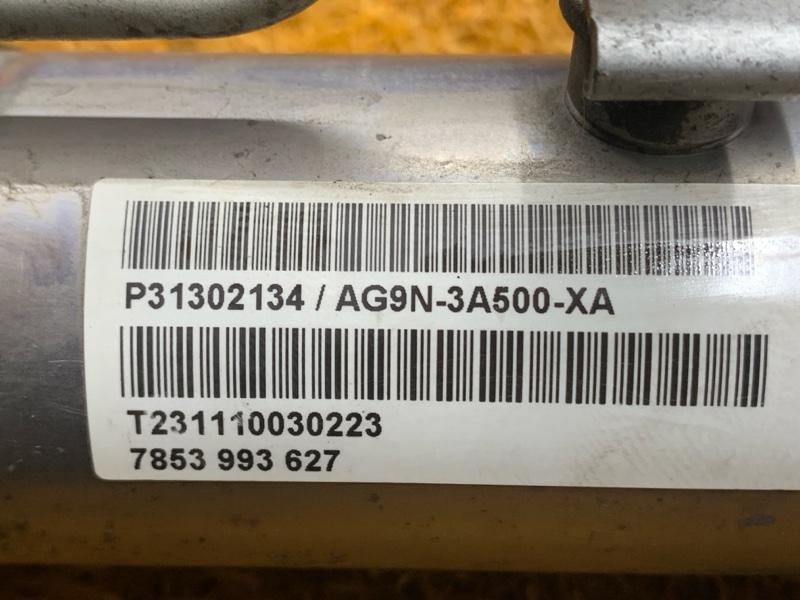 P31302134 / AG9N-3A500-XA
T231110030223
7853 993 627